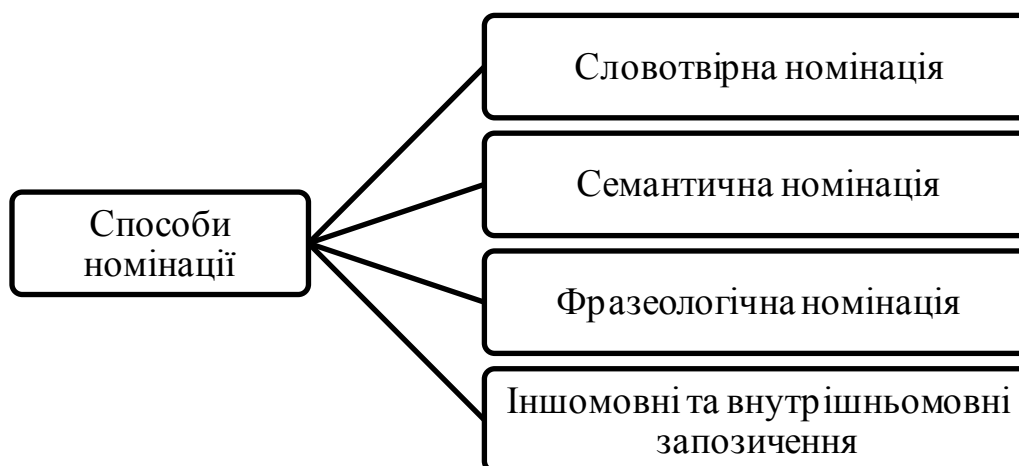 Способи
номінації
Словотвірна номінація
Семантична номінація
Фразеологічна номінація
Іншомовні та внутрішньомовні
запозичення